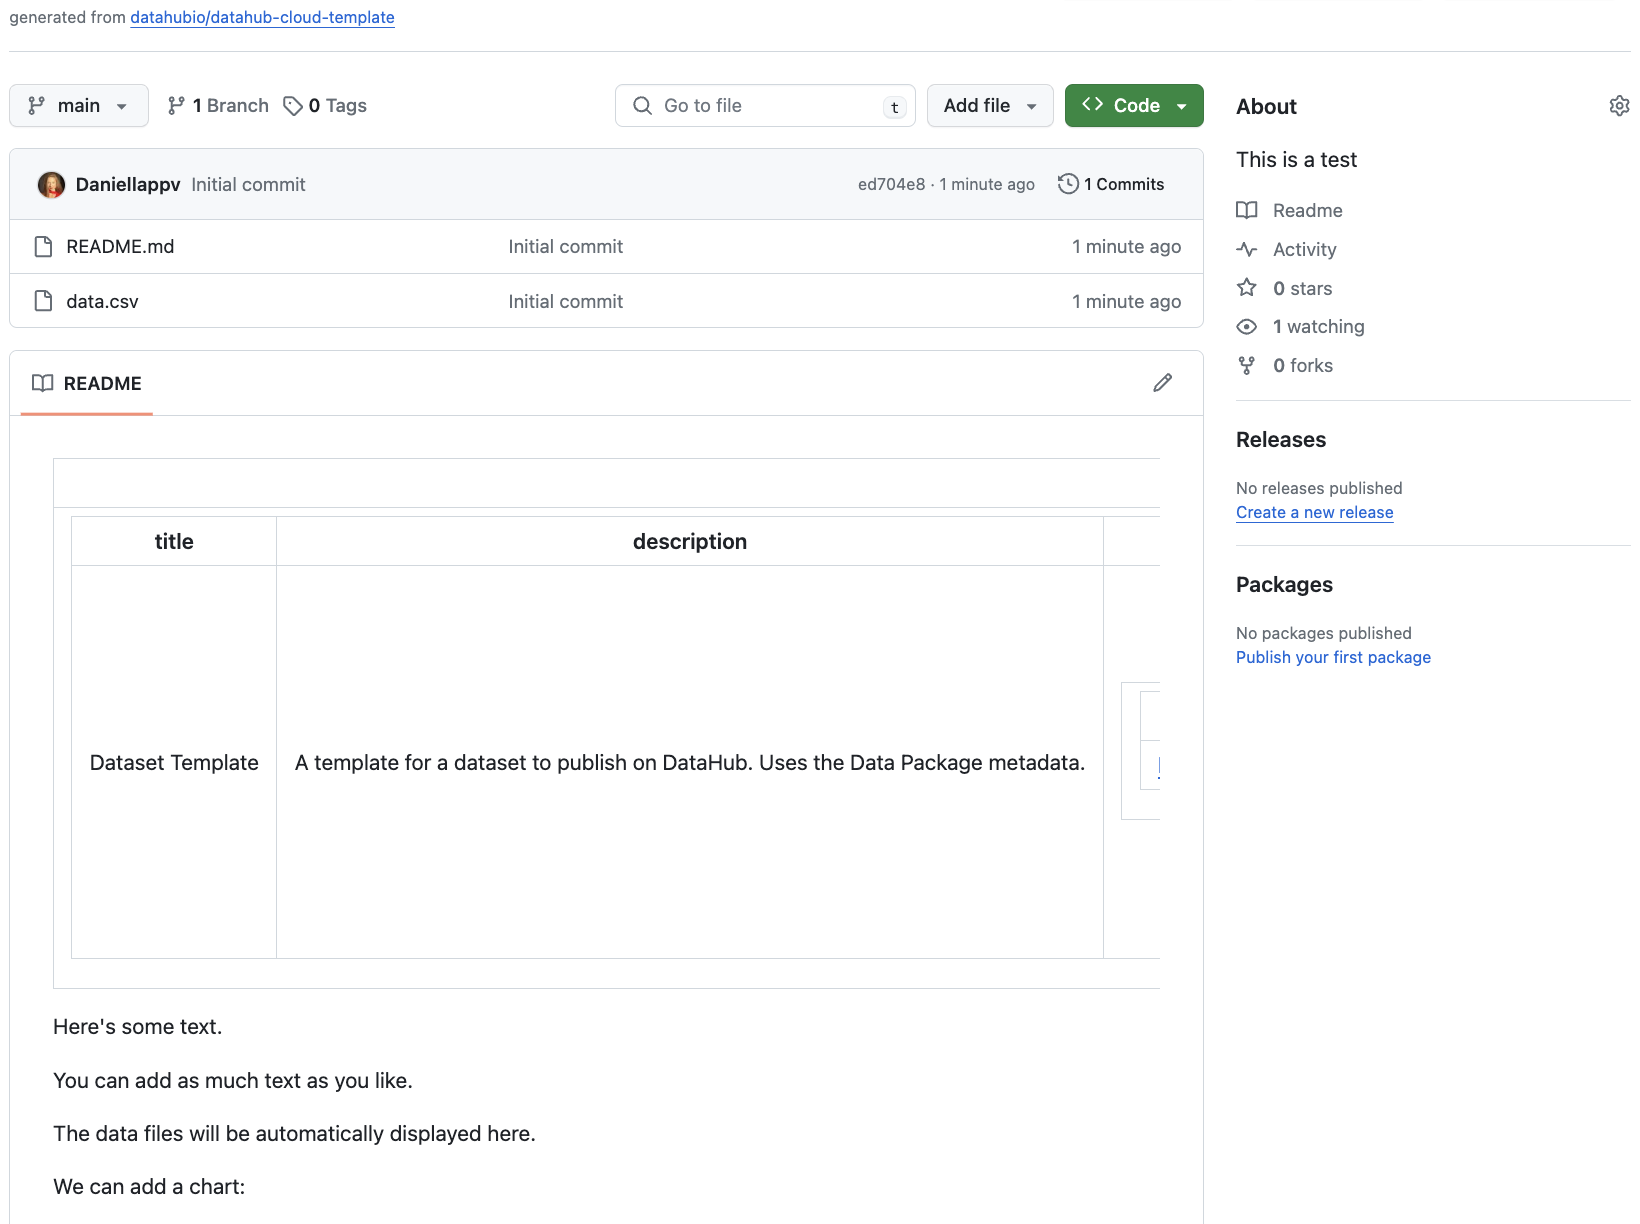 generated from datahubio/datahub-cloud-template
main 1 Branch 0 Tags Go to file t Add file Code
Daniellappv Initial commit ed704e8 · 1 minute ago 1 Commits
README.md Initial commit 1 minute ago
data.csv Initial commit 1 minute ago
README
title description
Dataset Template A template for a dataset to publish on DataHub. Uses the Data Package metadata.
Here's some text.
You can add as much text as you like.
The data files will be automatically displayed here.
We can add a chart:
About
This is a test
Readme
Activity
0 stars
1 watching
0 forks
Releases
No releases published
Create a new release
Packages
No packages published
Publish your first package